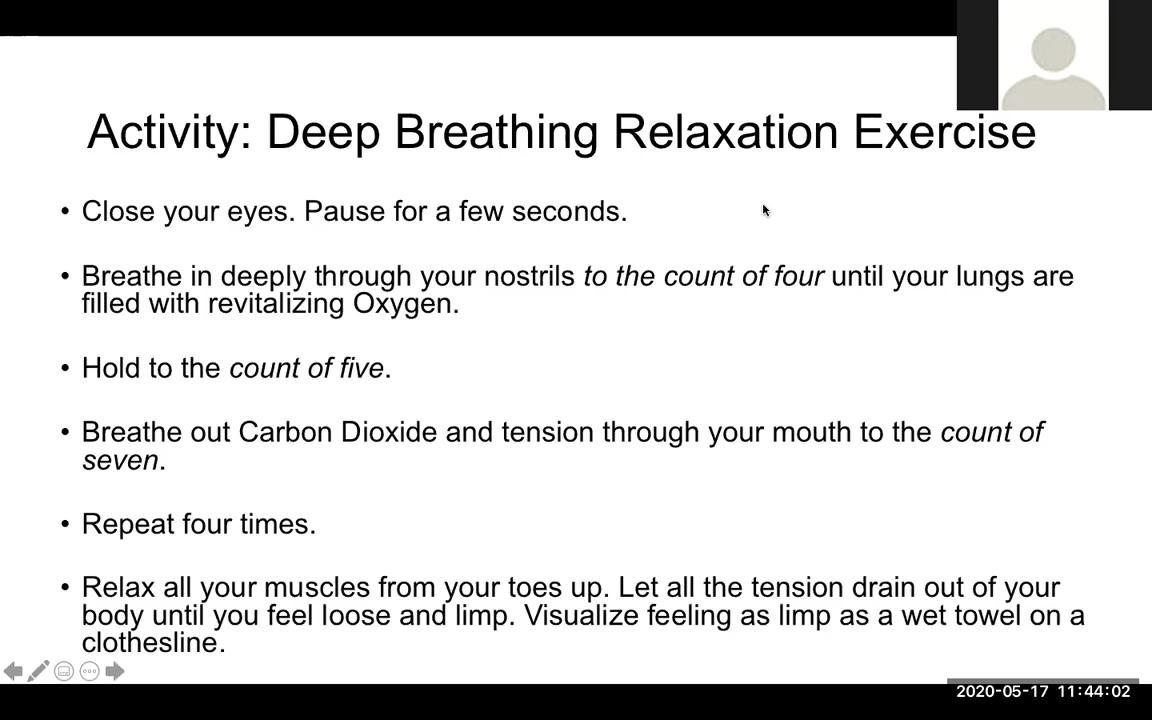 Activity: Deep Breathing Relaxation Exercise
• Close your eyes. Pause for a few seconds.
• Breathe in deeply through your nostrils to the count of four until your lungs are
filled with revitalizing Oxygen.
• Hold to the count of five.
• Breathe out Carbon Dioxide and tension through your mouth to the count of
seven.
• Repeat four times.
• Relax all your muscles from your toes up. Let all the tension drain out of your
body until you feel loose and limp. Visualize feeling as limp as a wet towel on a
clothesline.
2020-05-17 11:44:02